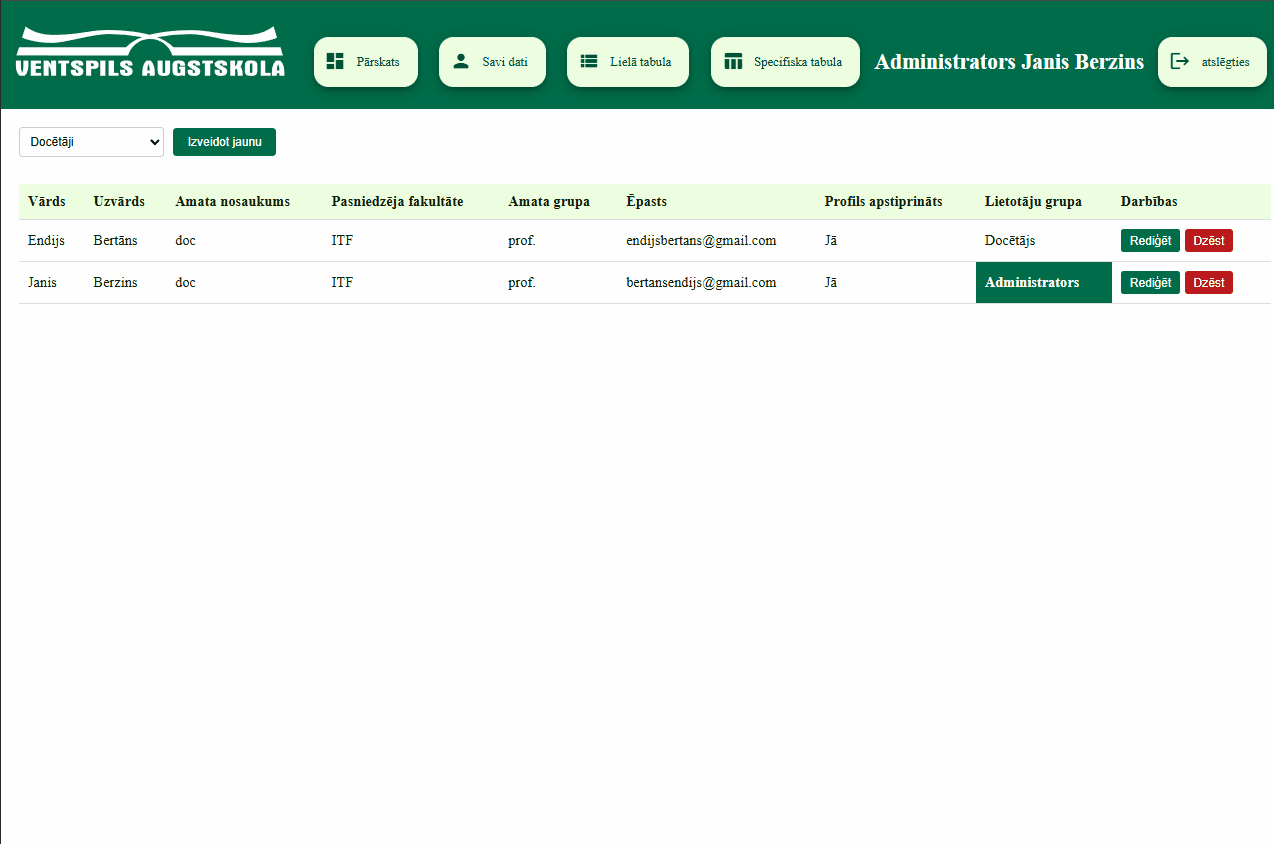 VENTSPILS AUGSTSKOLA
Pārskats
Savi dati
Lielā tabula
Specifiska tabula
Administrators Janis Berzins
atslēgties
Docētāji
Izveidot jaunu
Vārds Uzvārds Amata nosaukums Pasniedzēja fakultāte Amata grupa Ēpasts Profils apstiprināts Lietotāju grupa Darbības
Endijs Bertāns doc ITF prof. endijsbertans@gmail.com Jā Docētājs Rediģēt Dzēst
Janis Berzins doc ITF prof. bertansendijs@gmail.com Jā Administrators Rediģēt Dzēst